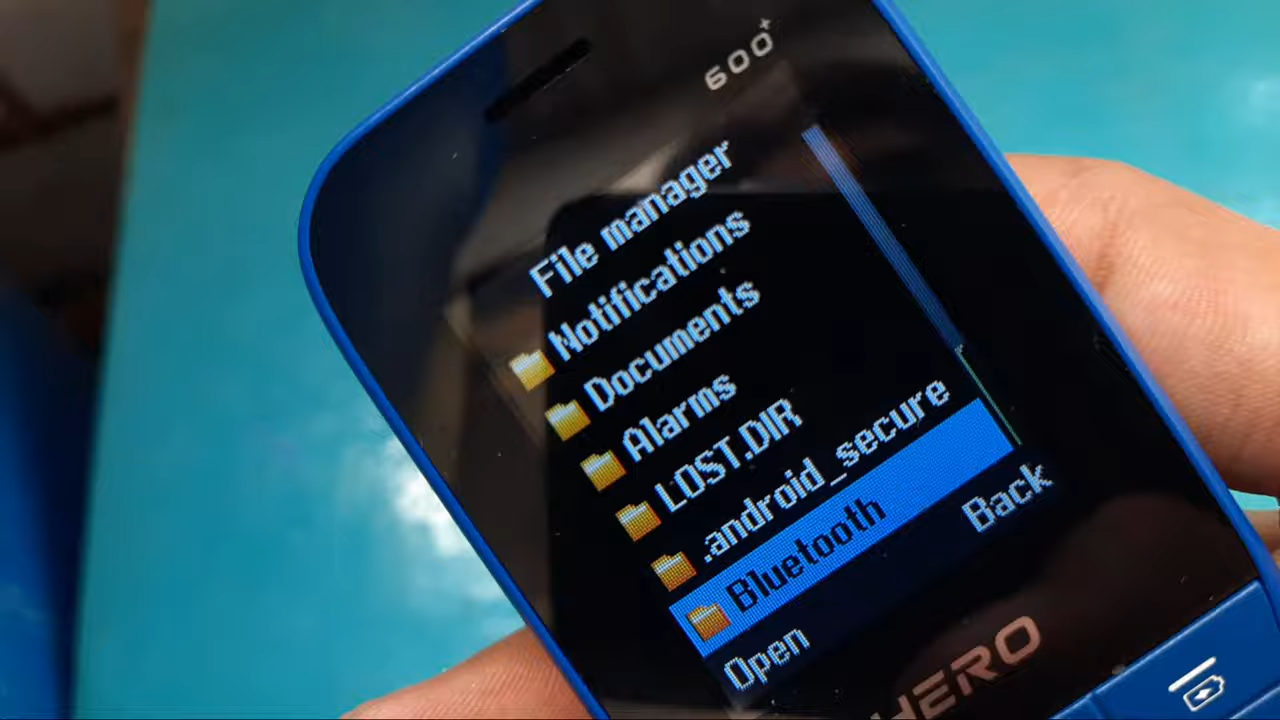 600+
File manager
Notifications
Documents
Alarms
LOST.DIR
.android_secure
Bluetooth
Open Back
HERO